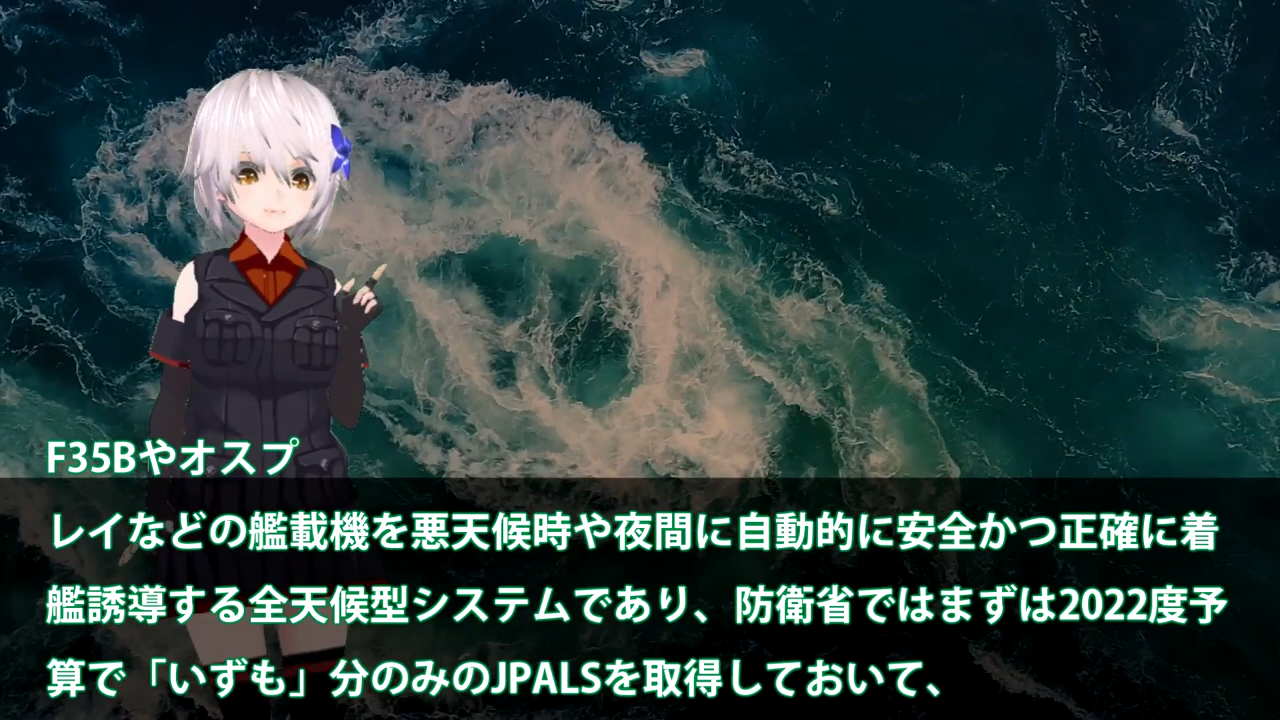 F35Bやオスプ
レイなどの艦載機を悪天候時や夜間に自動的に安全かつ正確に着
艦誘導する全天候型システムであり、防衛省ではまずは2022度予
算で「いずも」分のみのJPALSを取得しておいて、